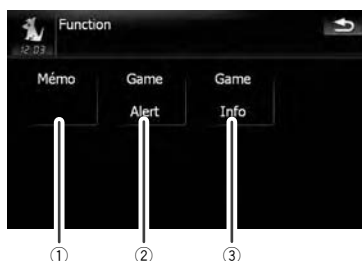 Function
12:03
Mémo
Game
Game
Alert
Info
① ② ③